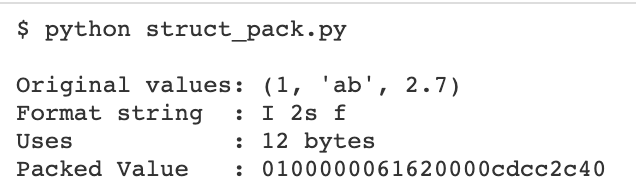 $ python struct_pack.py
Original values: (1, 'ab', 2.7)
Format string  : I 2s f
Uses           : 12 bytes
Packed Value   : 0100000061620000cdcc2c40